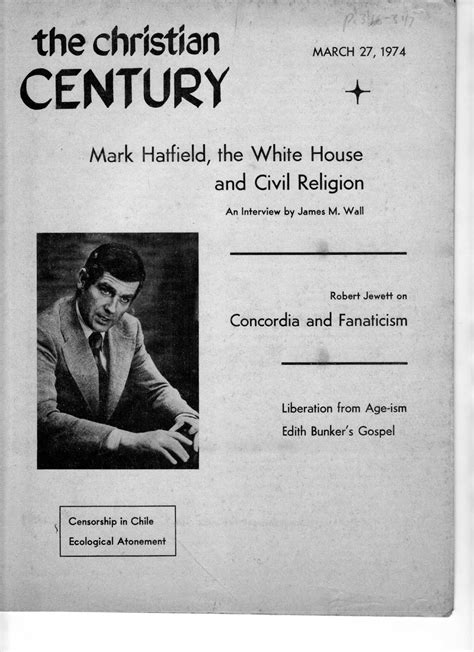 the christian
CENTURY
MARCH 27, 1974
Mark Hatfield, the White House
and Civil Religion
An Interview by James M. Wall
Robert Jewett on
Concordia and Fanaticism
Liberation from Age-ism
Edith Bunker's Gospel
Censorship in Chile
Ecological Atonement